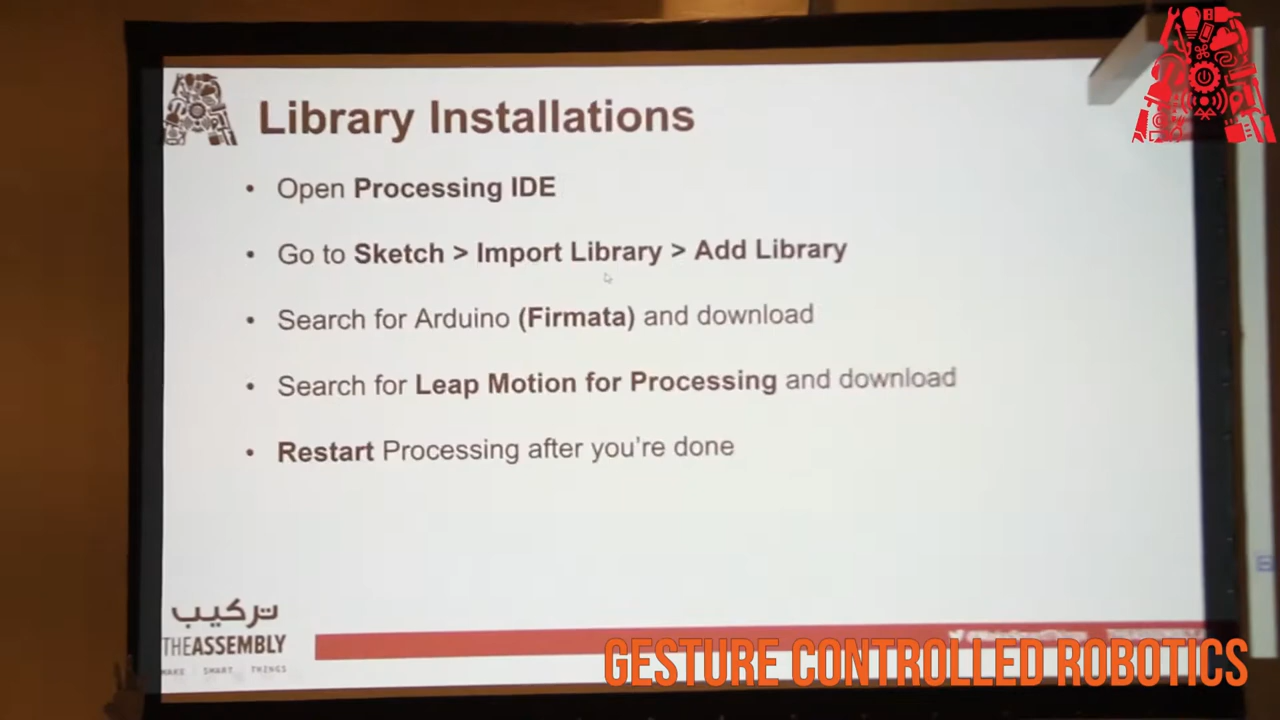 Library Installations
• Open Processing IDE
• Go to Sketch > Import Library > Add Library
• Search for Arduino (Firmata) and download
• Search for Leap Motion for Processing and download
• Restart Processing after you're done
تركيب
THEASSEMBLY
MAKE SMART THINGS
GESTURE CONTROLLED ROBOTICS